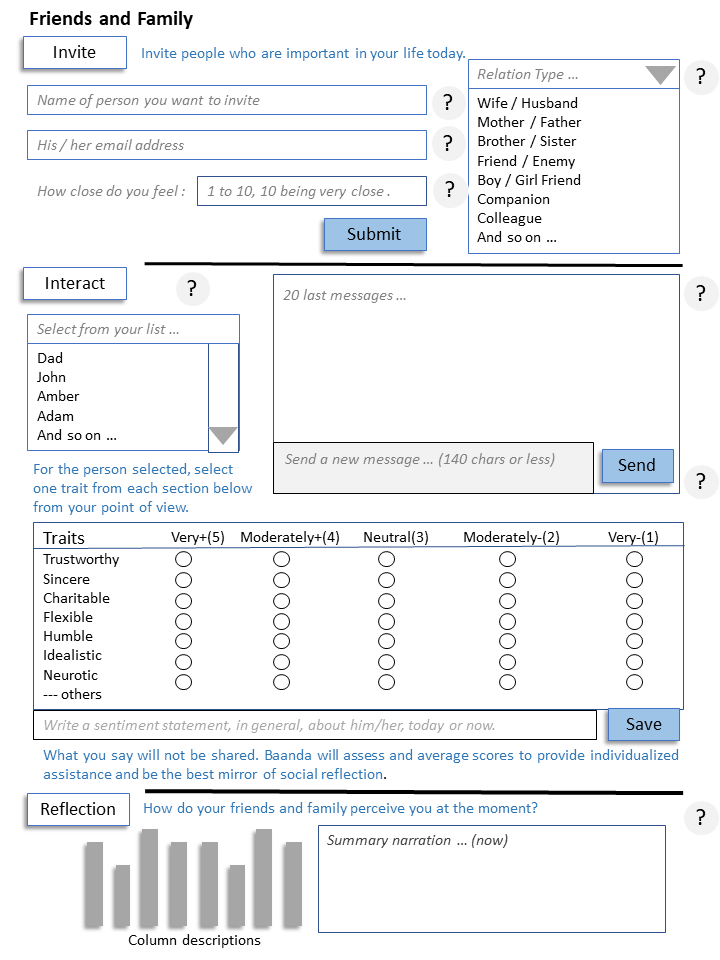 Friends and Family
Invite
Invite people who are important in your life today.
Relation Type ...
?
Name of person you want to invite
?
Wife / Husband
Mother / Father
Brother / Sister
Friend / Enemy
Boy / Girl Friend
Companion
Colleague
And so on ...
His / her email address
?
How close do you feel :
1 to 10, 10 being very close .
?
Submit
Interact
?
20 last messages ...
?
Select from your list ...
Dad
John
Amber
Adam
And so on ...
Send a new message ... (140 chars or less)
Send
?
For the person selected, select
one trait from each section below
from your point of view.
Traits Very+(5) Moderately+(4) Neutral(3) Moderately-(2) Very-(1)
Trustworthy
Sincere
Charitable
Flexible
Humble
Idealistic
Neurotic
--- others
Write a sentiment statement, in general, about him/her, today or now.
Save
What you say will not be shared. Baanda will assess and average scores to provide individualized
assistance and be the best mirror of social reflection.
Reflection
How do your friends and family perceive you at the moment?
?
Summary narration ... (now)
Column descriptions